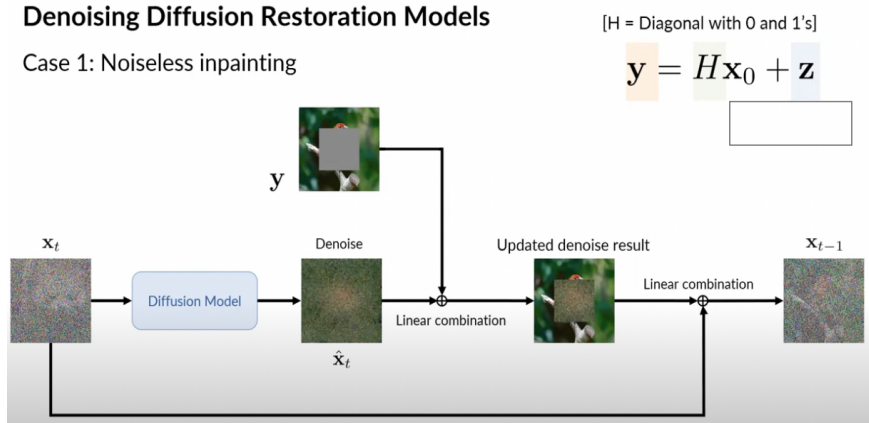 Denoising Diffusion Restoration Models
[H = Diagonal with 0 and 1's]
Case 1: Noiseless inpainting
y = Hx₀ + z
y
xₜ
Denoise
Updated denoise result
xₜ₋₁
Diffusion Model
Linear combination
Linear combination
x̂ₜ